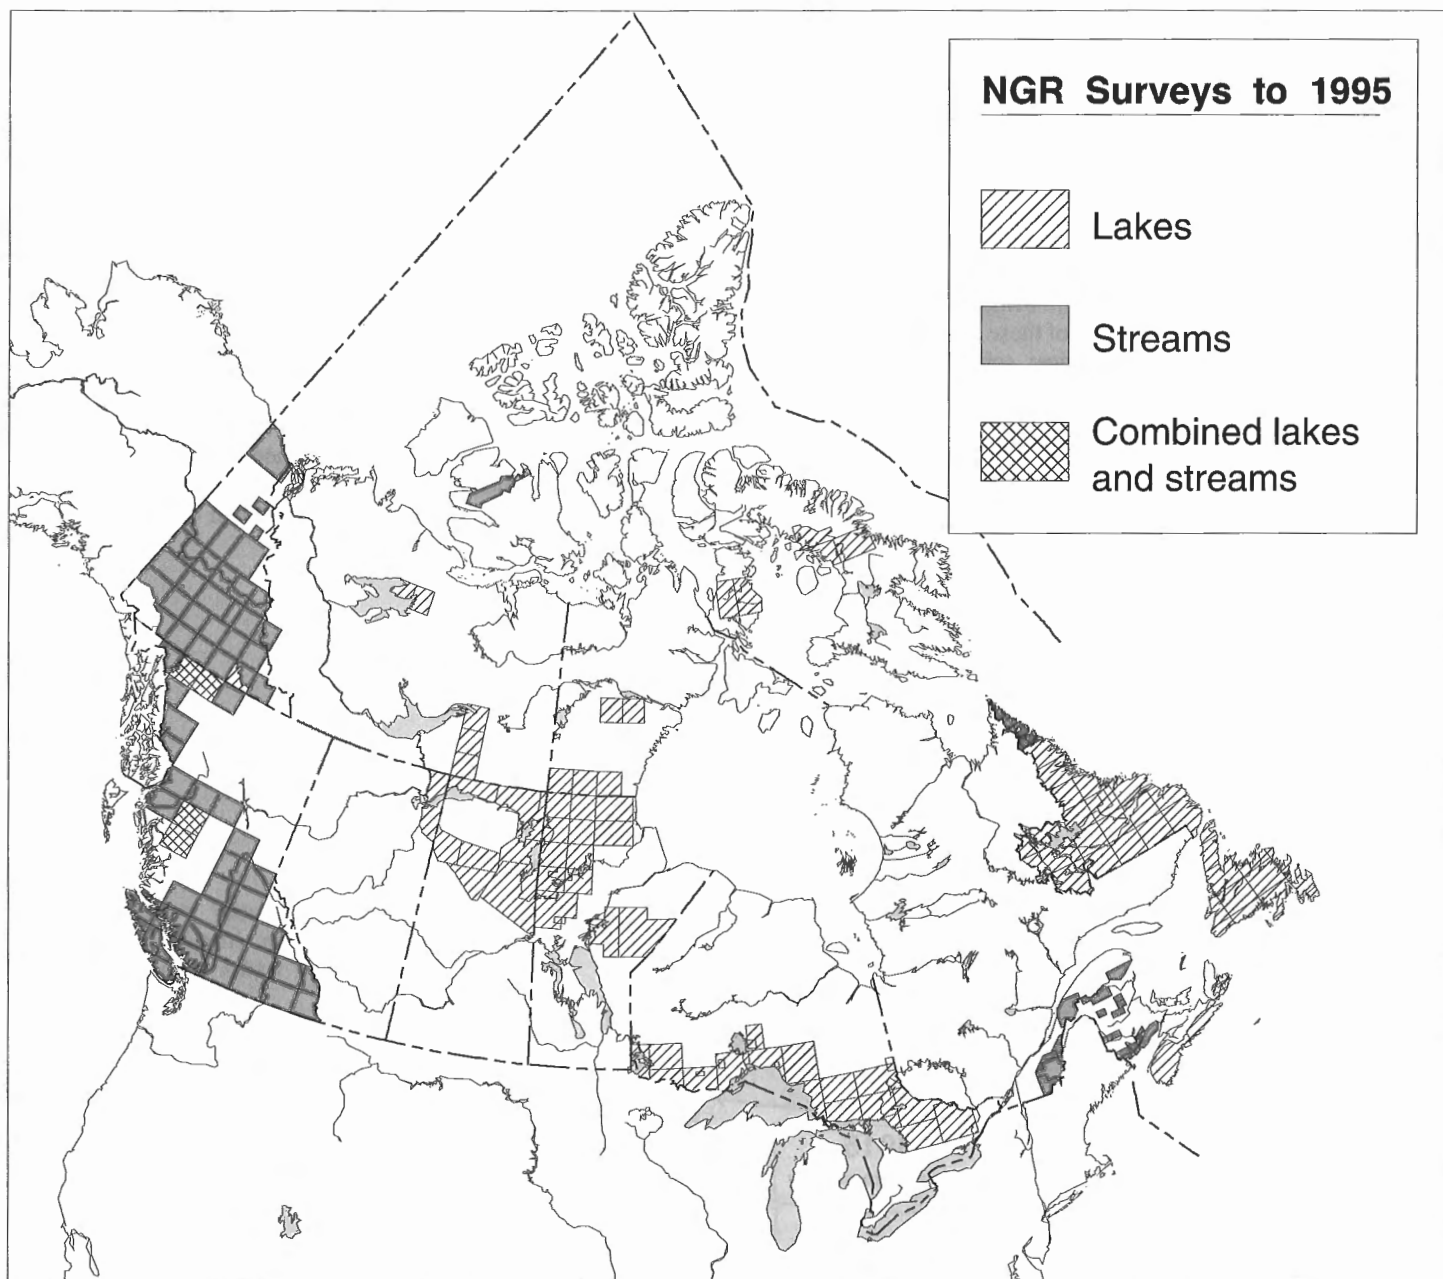 NGR Surveys to 1995
Lakes
Streams
Combined lakes
and streams